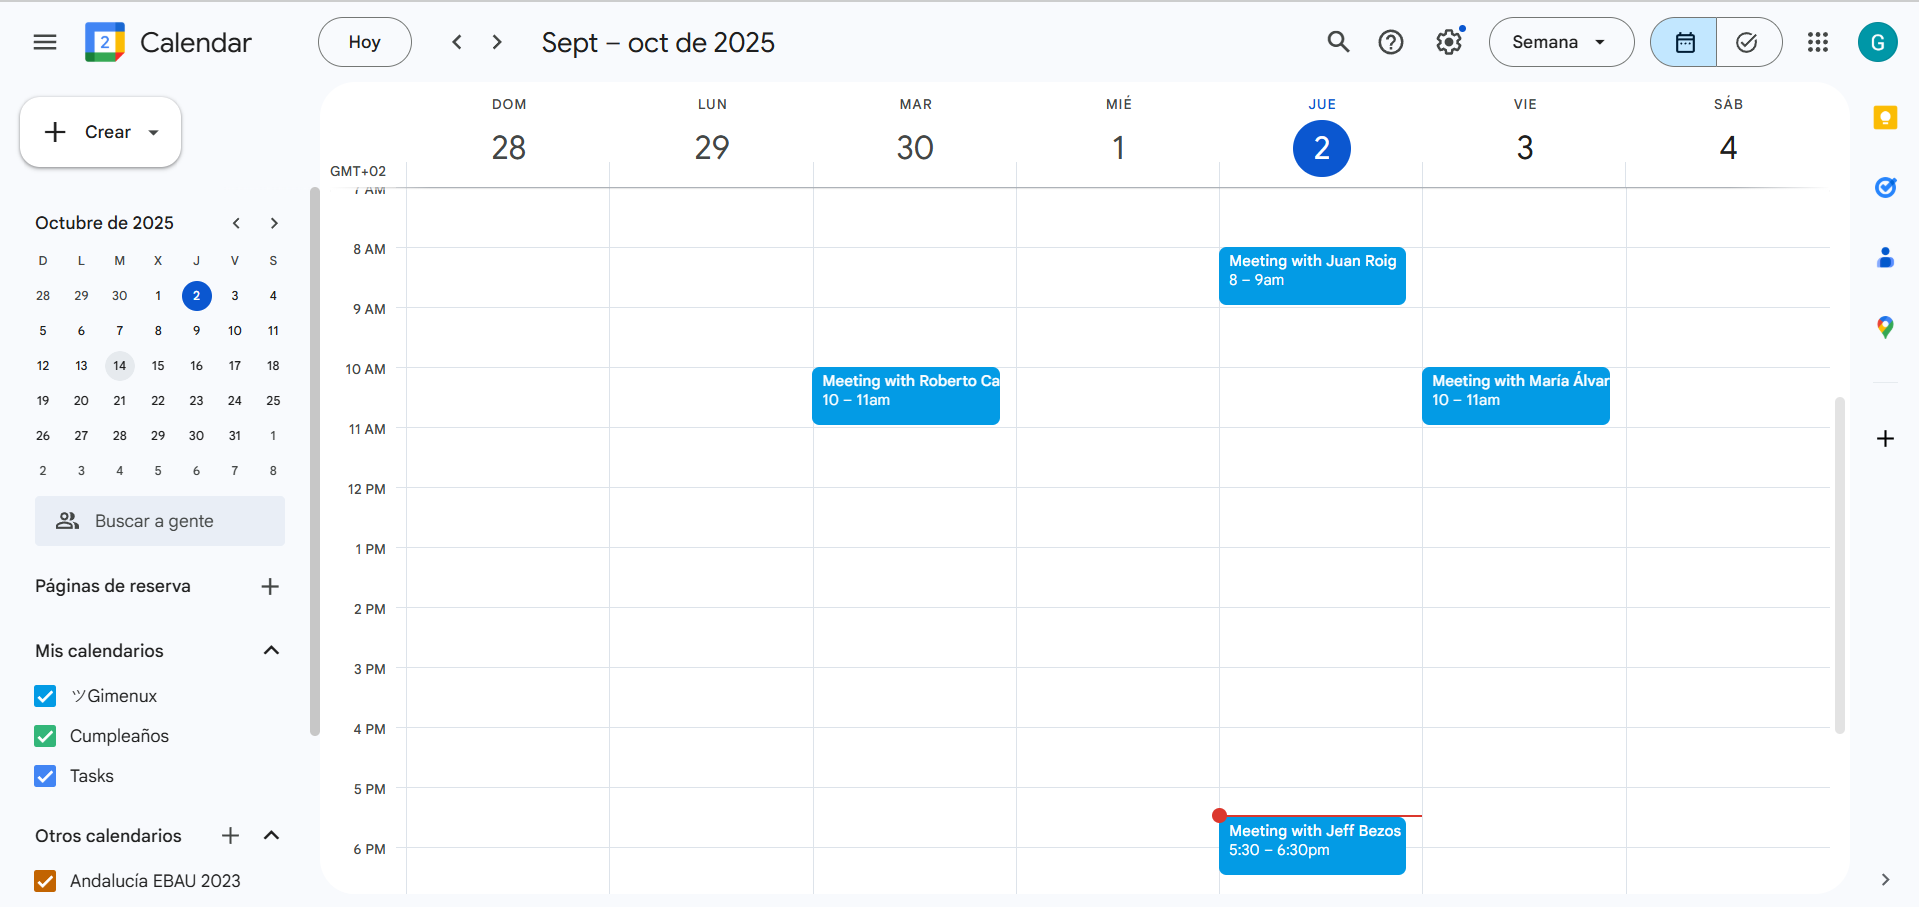 2
Calendar
Hoy
Sept – oct de 2025
Semana
G
Crear
Octubre de 2025
D L M X J V S
28 29 30 1 2 3 4
5 6 7 8 9 10 11
12 13 14 15 16 17 18
19 20 21 22 23 24 25
26 27 28 29 30 31 1
2 3 4 5 6 7 8
Buscar a gente
Páginas de reserva
Mis calendarios
ツGimenux
Cumpleaños
Tasks
Otros calendarios
Andalucía EBAU 2023
GMT+02
DOM LUN MAR MIÉ JUE VIE SÁB
28 29 30 1 2 3 4
7 AM
8 AM
Meeting with Juan Roig
8 – 9am
9 AM
10 AM
Meeting with Roberto Ca
10 – 11am
Meeting with María Álvar
10 – 11am
11 AM
12 PM
1 PM
2 PM
3 PM
4 PM
5 PM
Meeting with Jeff Bezos
5:30 – 6:30pm
6 PM